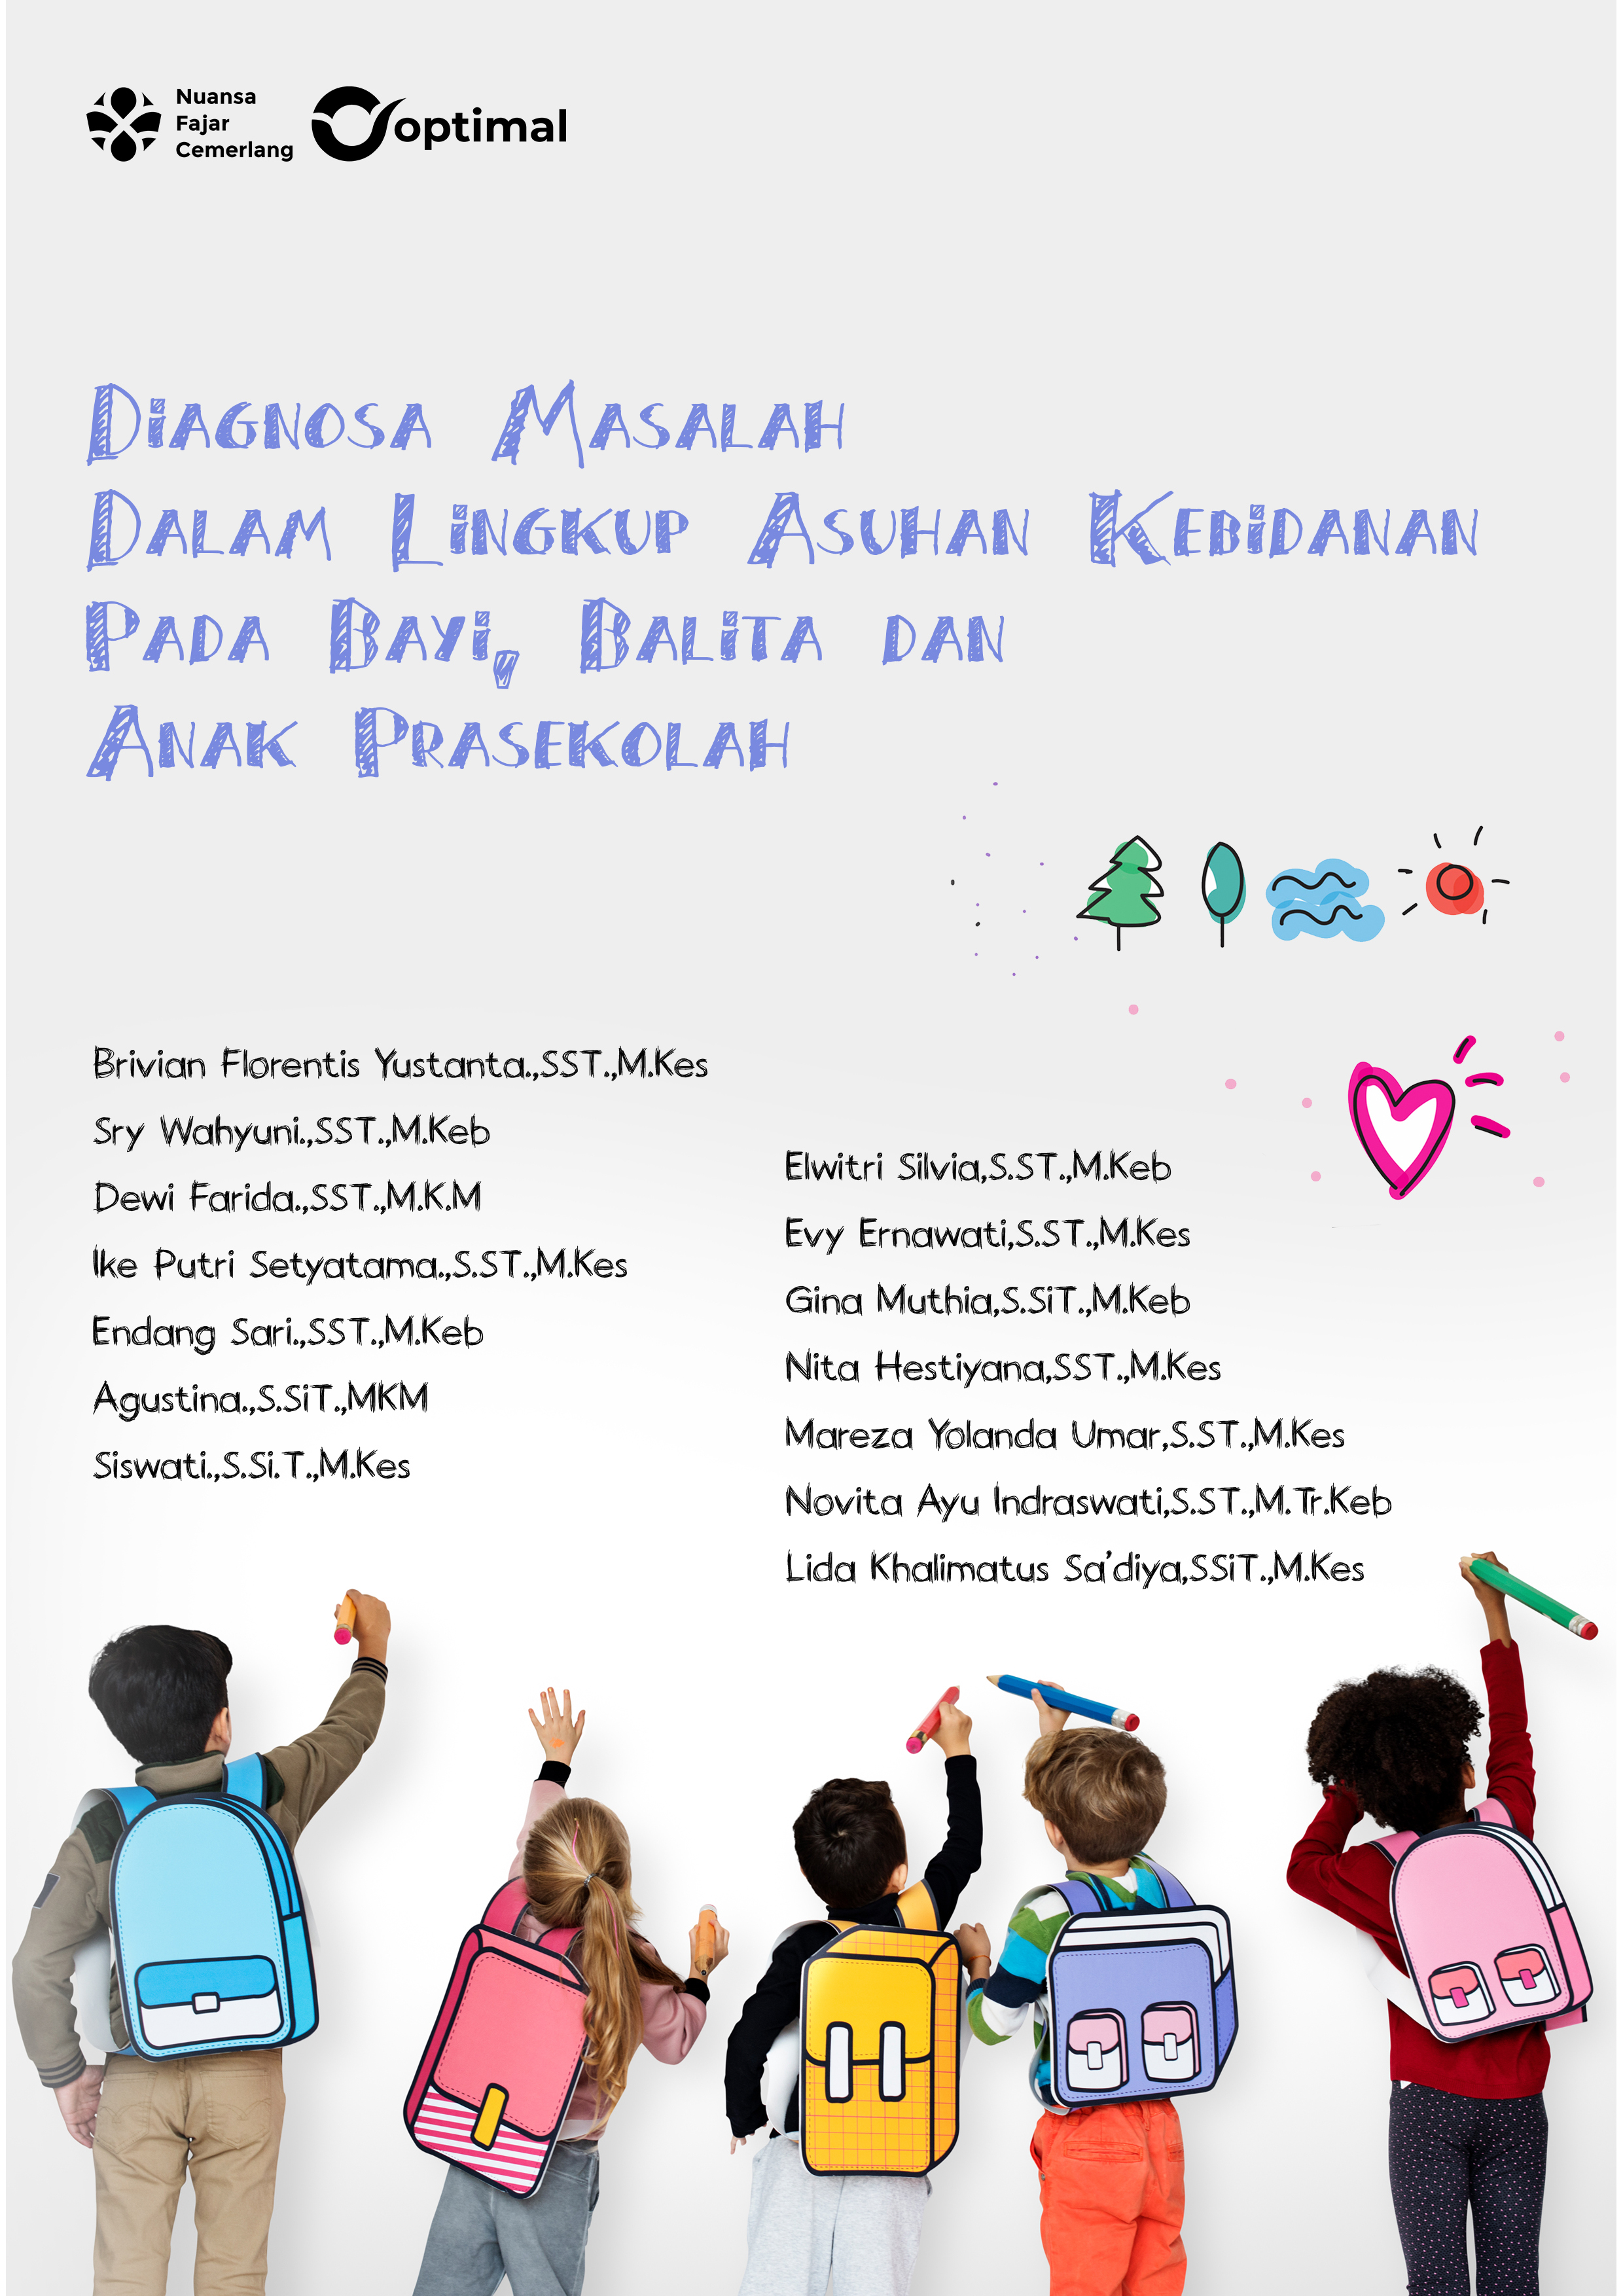 Nuansa
Fajar
Cemerlang
optimal
Diagnosa Masalah
Dalam Lingkup Asuhan Kebidanan
Pada Bayi, Balita dan
Anak Prasekolah
Brivian Florentis Yustanta.,SST.,M.Kes
Sry Wahyuni.,SST.,M.Keb
Dewi Farida.,SST.,M.K.M
Ike Putri Setyatama.,S.ST.,M.Kes
Endang Sari.,SST.,M.Keb
Agustina.,S.SiT.,MKM
Siswati.,S.Si.T.,M.Kes
Elwitri Silvia,S.ST.,M.Keb
Evy Ernawati,S.ST.,M.Kes
Gina Muthia,S.SiT.,M.Keb
Nita Hestiyana,SST.,M.Kes
Mareza Yolanda Umar,S.ST.,M.Kes
Novita Ayu Indraswati,S.ST.,M.Tr.Keb
Lida Khalimatus Sa'diya,SSiT.,M.Kes